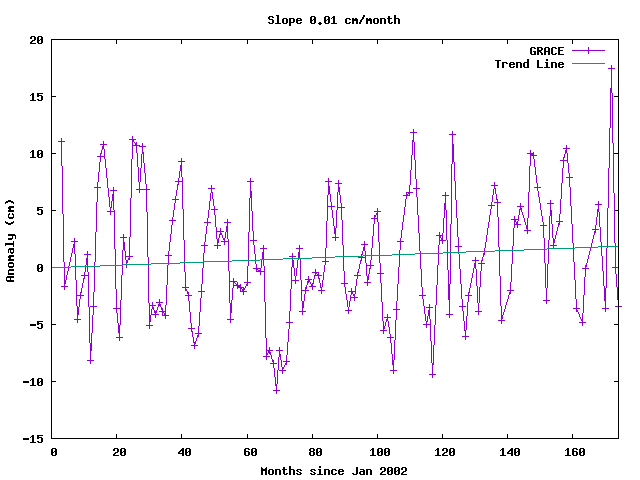 Slope 0.01 cm/month
GRACE
Trend Line
20
15
10
5
0
-5
-10
-15
Anomaly (cm)
0 20 40 60 80 100 120 140 160
Months since Jan 2002